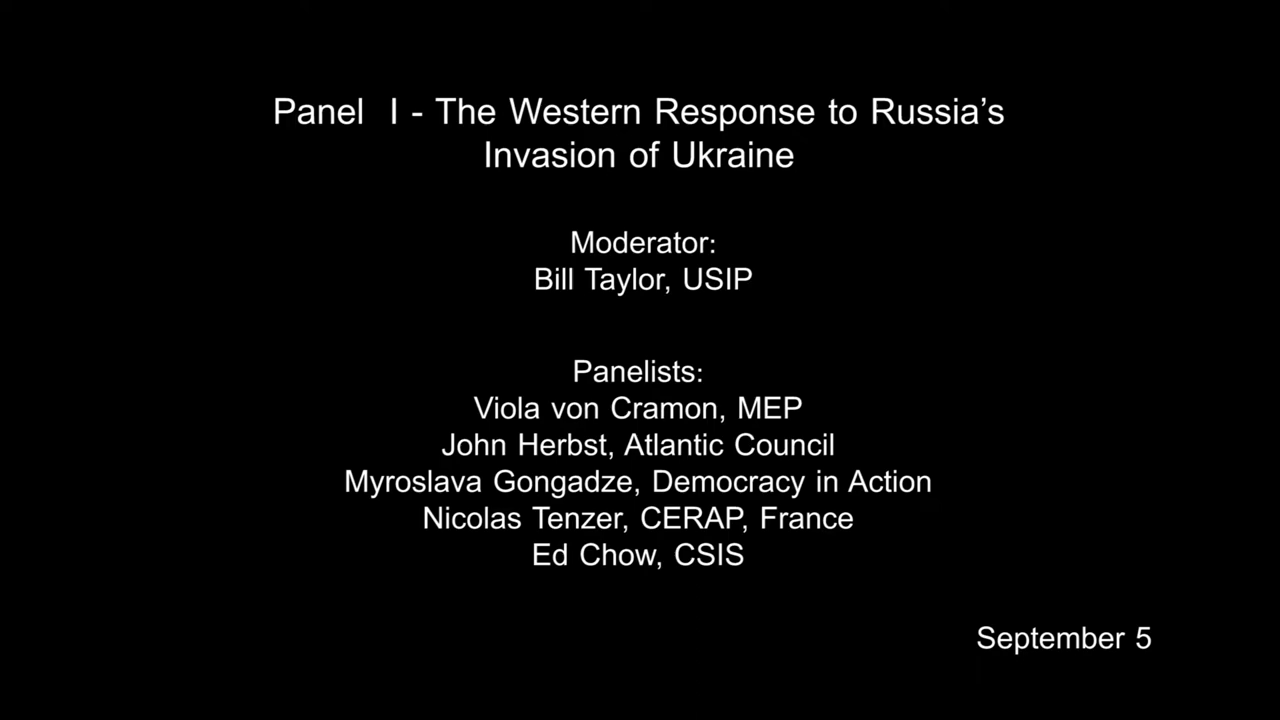 Panel I - The Western Response to Russia’s
Invasion of Ukraine
Moderator:
Bill Taylor, USIP
Panelists:
Viola von Cramon, MEP
John Herbst, Atlantic Council
Myroslava Gongadze, Democracy in Action
Nicolas Tenzer, CERAP, France
Ed Chow, CSIS
September 5